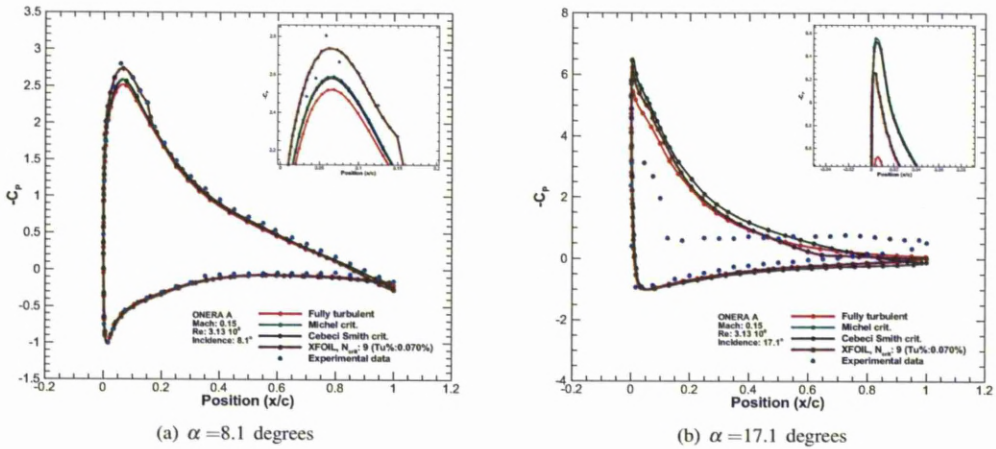 3.5
3
2.5
2
1.5
1
0.5
0
-0.5
-1
-1.5
-C_p
-0.2 0 0.2 0.4 0.6 0.8 1 1.2
Position (x/c)
Position (x/c)
ONERA A
Mach: 0.15
Re: 3.13 10⁶
Incidence: 8.1°
Fully turbulent
Michel crit.
Cebeci Smith crit.
XFOIL, N_crit: 9 (Tu%:0.070%)
Experimental data
(a) α =8.1 degrees
8
6
4
2
0
-2
-4
-C_p
-0.2 0 0.2 0.4 0.6 0.8 1 1.2
Position (x/c)
Position (x/c)
ONERA A
Mach: 0.15
Re: 3.13 10⁶
Incidence: 17.1°
Fully turbulent
Michel crit.
Cebeci Smith crit.
XFOIL, N_crit: 9 (Tu%:0.070%)
Experimental data
(b) α =17.1 degrees